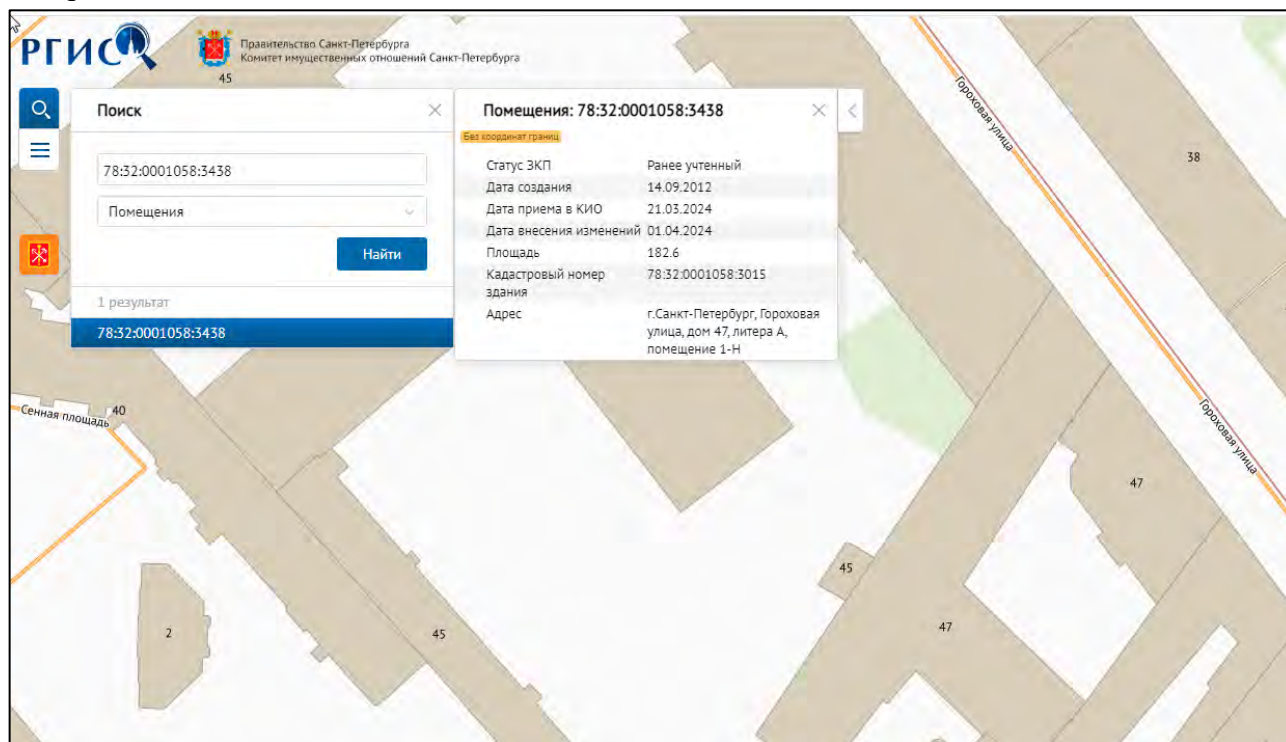 РГИС
Правительство Санкт-Петербурга
Комитет имущественных отношений Санкт-Петербурга
45
Поиск
78:32:0001058:3438
Помещения
Найти
1 результат
78:32:0001058:3438
Помещения: 78:32:0001058:3438
Без координат границ
Статус ЗКП Ранее учтенный
Дата создания 14.09.2012
Дата приема в КИО 21.03.2024
Дата внесения изменений 01.04.2024
Площадь 182.6
Кадастровый номер 78:32:0001058:3015
здания
Адрес г.Санкт-Петербург, Гороховая
улица, дом 47, литера А,
помещение 1-Н
Гороховая улица
38
Сенная площадь
40
Гороховая улица
47
45
2
45
47